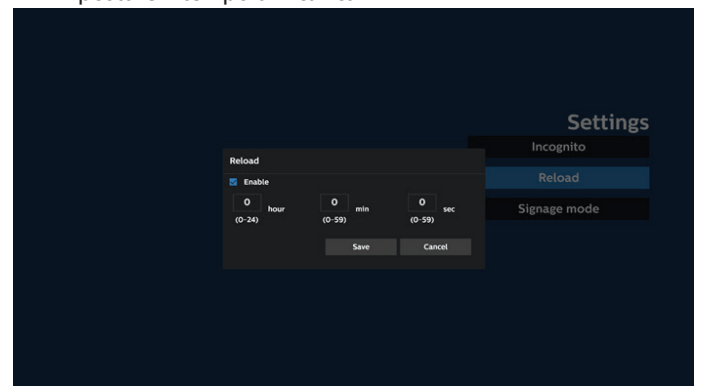 Settings
Incognito
Reload
Signage mode
Reload
Enable
0 hour 0 min 0 sec
(0-24) (0-59) (0-59)
Save Cancel